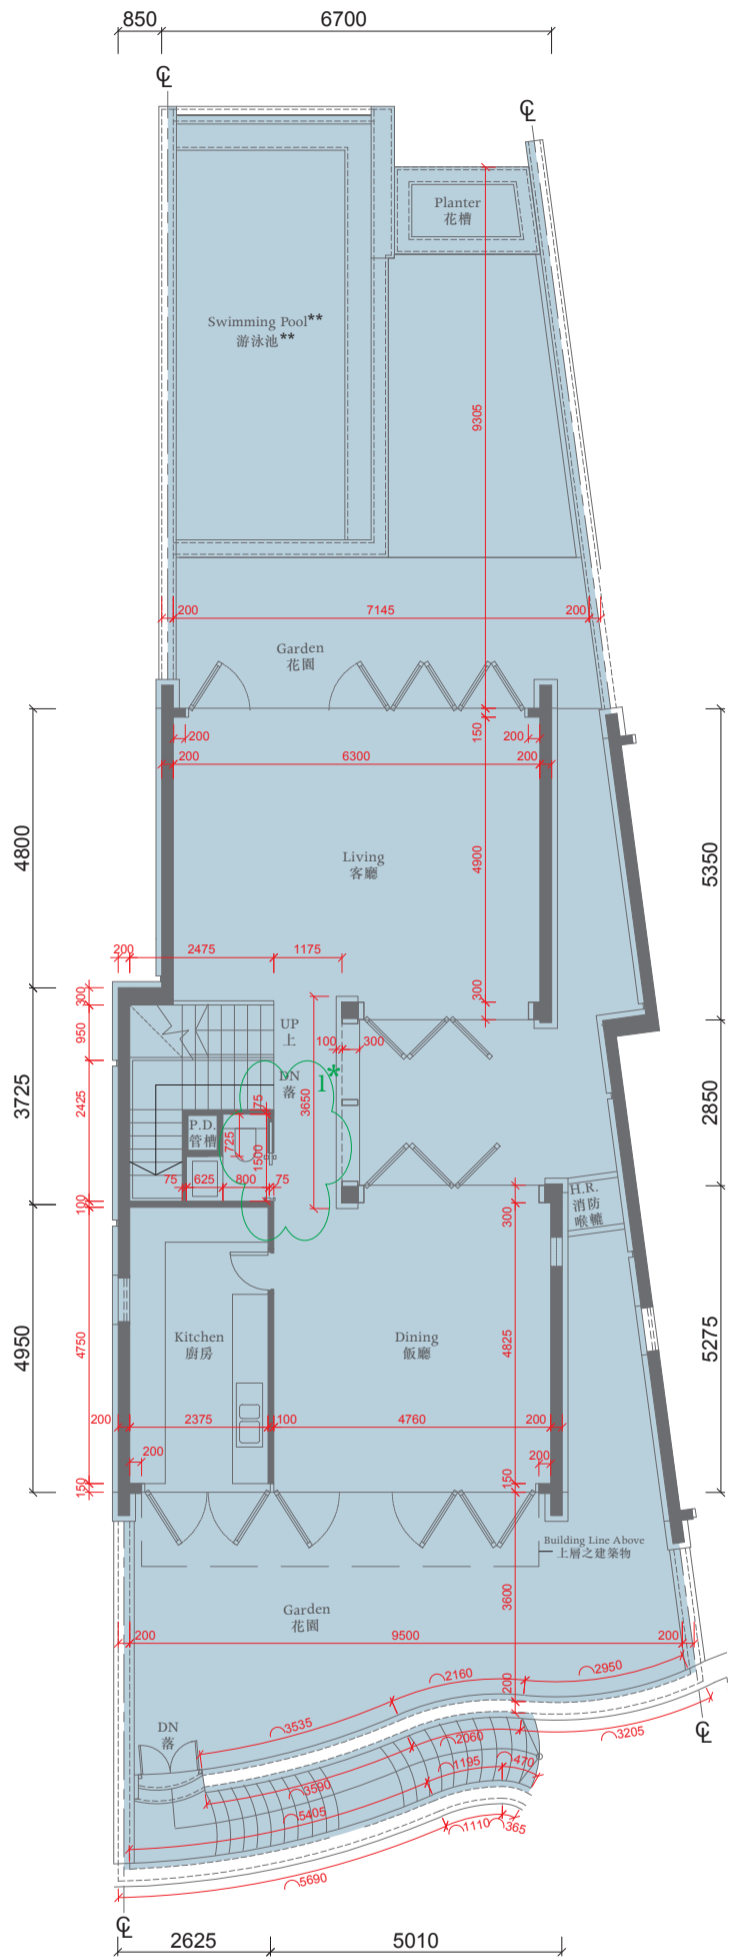 850
6700
℄
℄
Planter
花槽
Swimming Pool**
游泳池**
9305
200
7145
200
Garden
花園
150
200
200
200
6300
200
4800
5350
Living
客廳
4900
200
2475
1175
300
300
950
UP
上
100
300
1*
DN
落
3650
3725
2425
2850
75
P.D.
管槽
725
1500
75
625
800
75
H.R.
消防
喉轆
100
300
4950
4750
Kitchen
廚房
Dining
飯廳
4825
5275
200
2375
100
4760
200
200
200
150
150
Building Line Above
上層之建築物
3600
Garden
花園
200
9500
200
2160
2950
200
3535
DN
落
3205
2060
℄
1195
470
3590
5405
1110
365
5690
℄
2625
5010